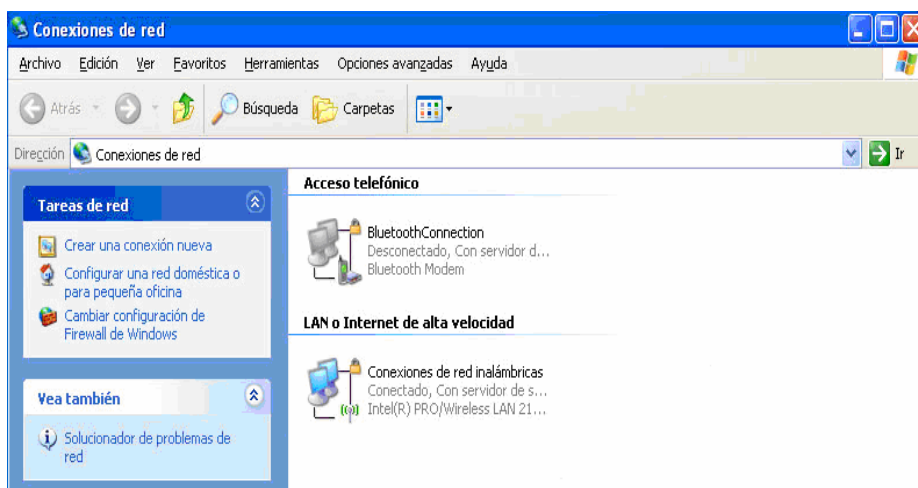 Conexiones de red
Archivo Edición Ver Favoritos Herramientas Opciones avanzadas Ayuda
Atrás Búsqueda Carpetas
Dirección Conexiones de red Ir
Tareas de red
Crear una conexión nueva
Configurar una red doméstica o
para pequeña oficina
Cambiar configuración de
Firewall de Windows
Vea también
Solucionador de problemas de
red
Acceso telefónico
BluetoothConnection
Desconectado, Con servidor d...
Bluetooth Modem
LAN o Internet de alta velocidad
Conexiones de red inalámbricas
Conectado, Con servidor de s...
Intel(R) PRO/Wireless LAN 21...